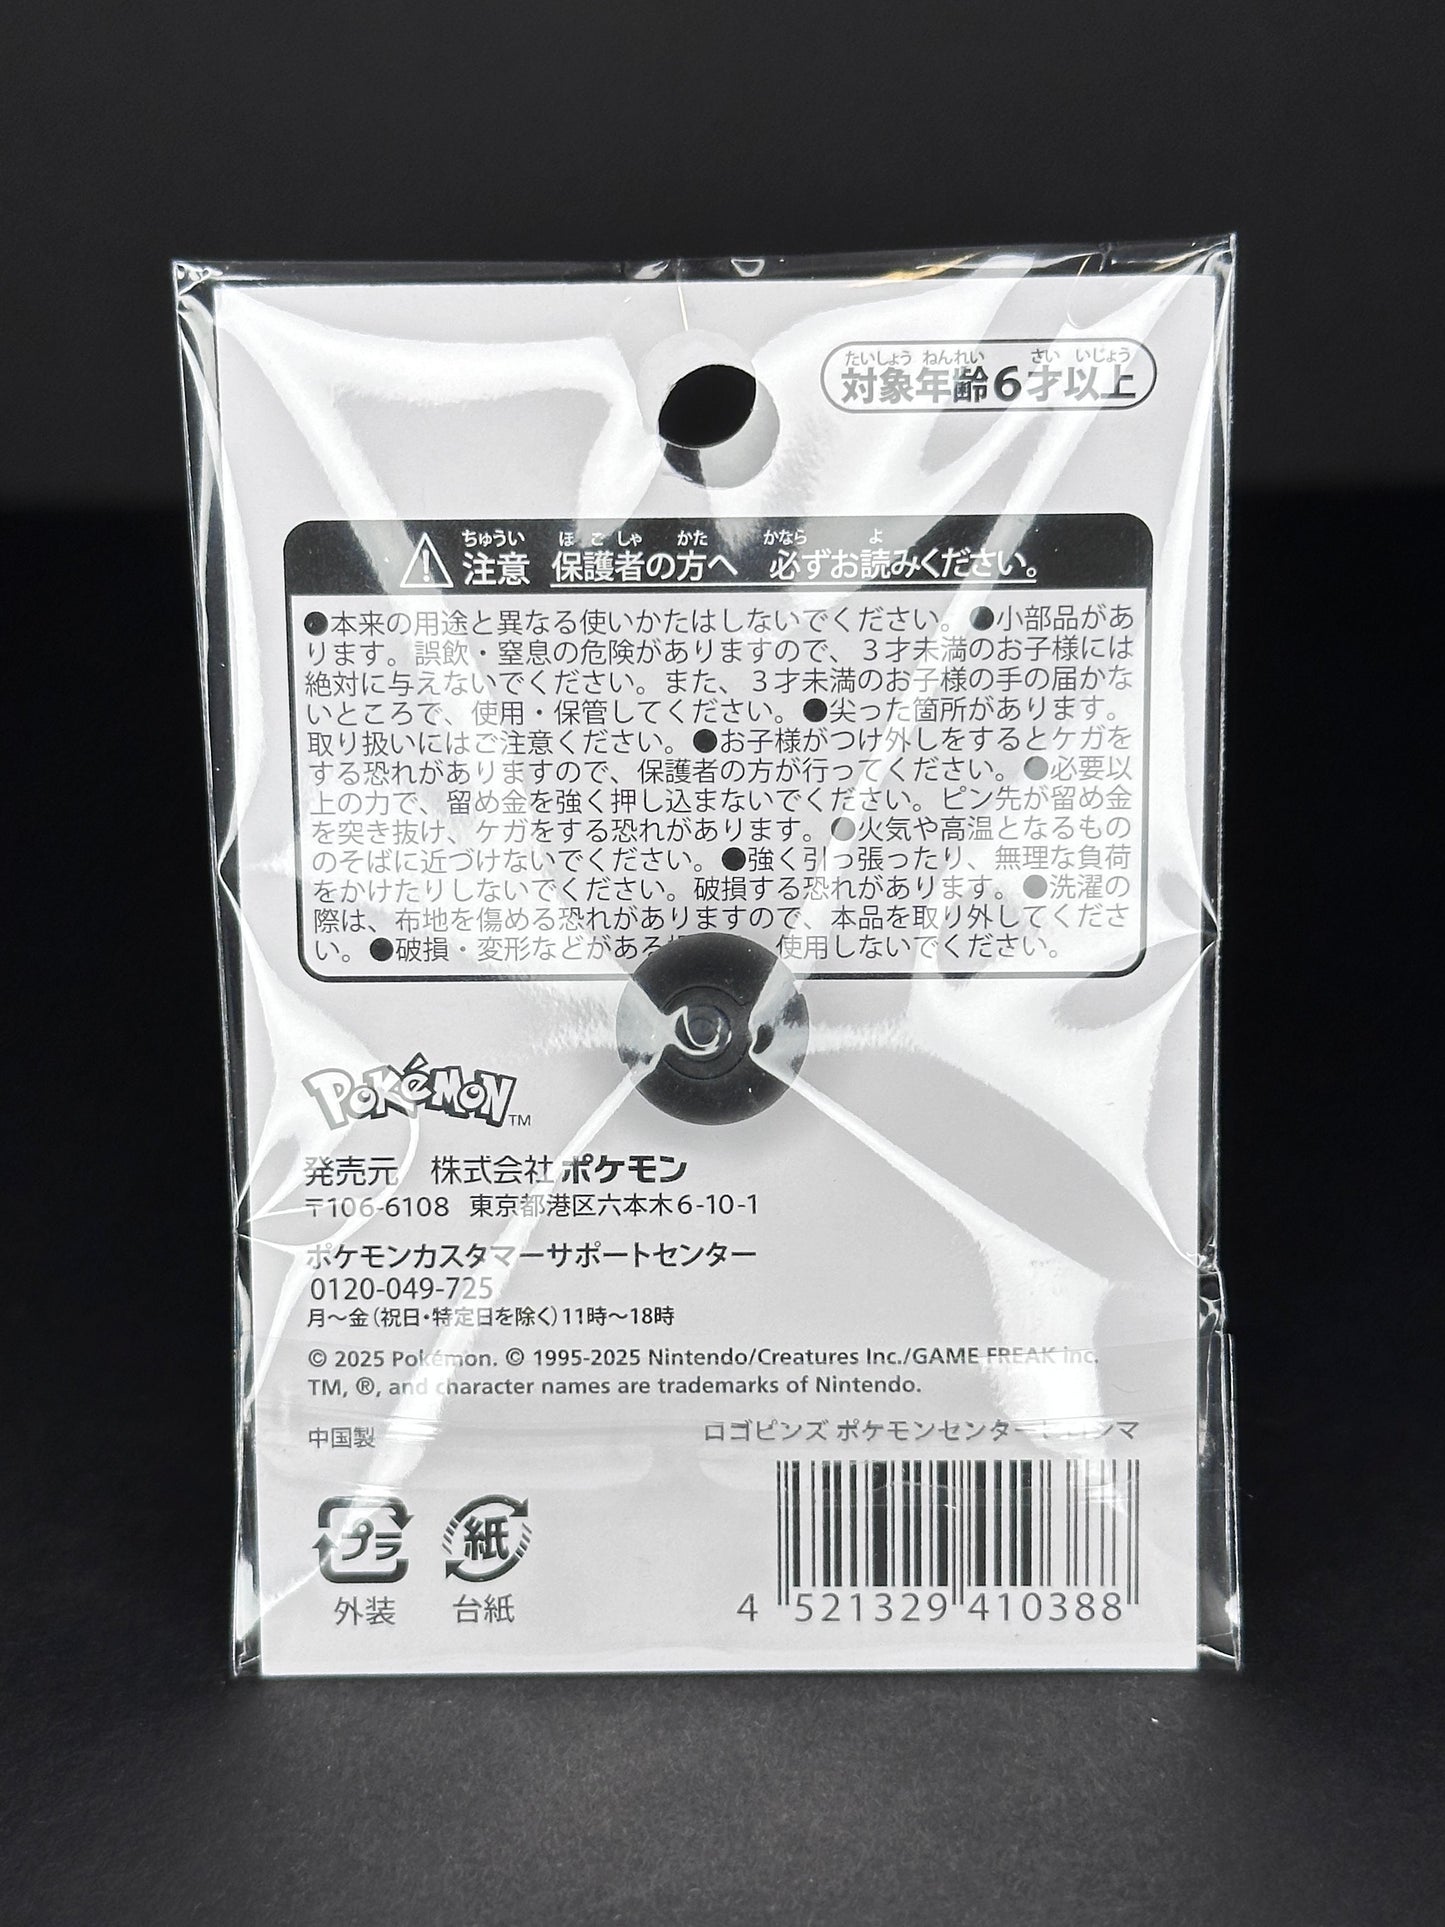 たいしょう ねんれい さい いじょう
対象年齢6才以上
ちゅうい ほごしゃ かた かなら よ
注意 保護者の方へ 必ずお読みください。
●本来の用途と異なる使いかたはしないでください。●小部品があ
ります。誤飲・窒息の危険がありますので、3才未満のお子様には
絶対に与えないでください。また、3才未満のお子様の手の届かな
いところで、使用・保管してください。●尖った箇所があります。
取り扱いにはご注意ください。●お子様がつけ外しをするとケガを
する恐れがありますので、保護者の方が行ってください。●必要以
上の力で、留め金を強く押し込まないでください。ピン先が留め金
を突き抜け、ケガをする恐れがあります。●火気や高温となるもの
のそばに近づけないでください。●強く引っ張ったり、無理な負荷
をかけたりしないでください。破損する恐れがあります。●洗濯の
際は、布地を傷める恐れがありますので、本品を取り外してくださ
い。●破損・変形などがある 使用しないでください。
POKéMON TM
発売元 株式会社ポケモン
〒106-6108 東京都港区六本木6-10-1
ポケモンカスタマーサポートセンター
0120-049-725
月～金(祝日・特定日を除く)11時～18時
© 2025 Pokémon. © 1995-2025 Nintendo/Creatures Inc./GAME FREAK inc.
TM, ®, and character names are trademarks of Nintendo.
中国製
ロゴピンズ ポケモンセンター
プラ 紙
外装 台紙
4 521329 410388